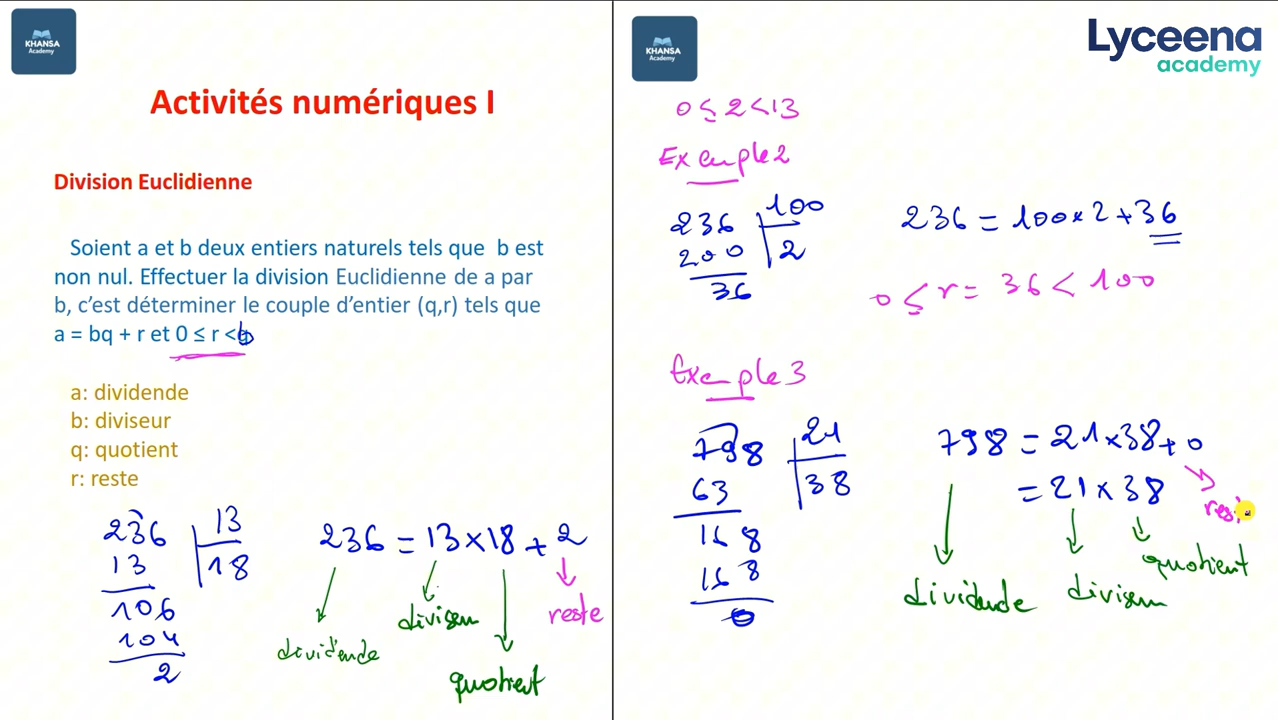 KHANSA
Academy
Activités numériques I
Division Euclidienne
Soient a et b deux entiers naturels tels que b est
non nul. Effectuer la division Euclidienne de a par
b, c'est déterminer le couple d'entier (q,r) tels que
a = bq + r et 0 ≤ r < b
a: dividende
b: diviseur
q: quotient
r: reste
236 13
13 18
106
104
2
236 = 13 × 18 + 2
dividende diviseur quotient reste
KHANSA
Academy
Lyceena
academy
0 ≤ 2 < 13
Exemple 2
236 100
200 2
36
236 = 100 × 2 + 36
0 ≤ r = 36 < 100
Exemple 3
798 21
63 38
168
168
0
798 = 21 × 38 + 0
= 21 × 38
dividende diviseur quotient